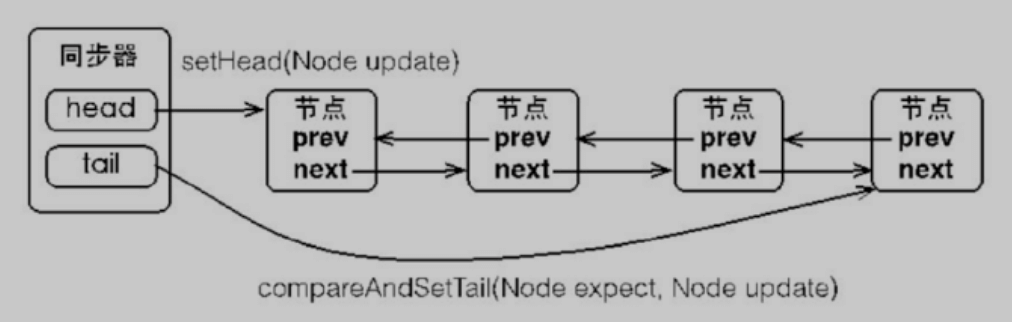 同步器
head
tail
setHead(Node update)
节点
prev
next
节点
prev
next
节点
prev
next
节点
prev
next
compareAndSetTail(Node expect, Node update)